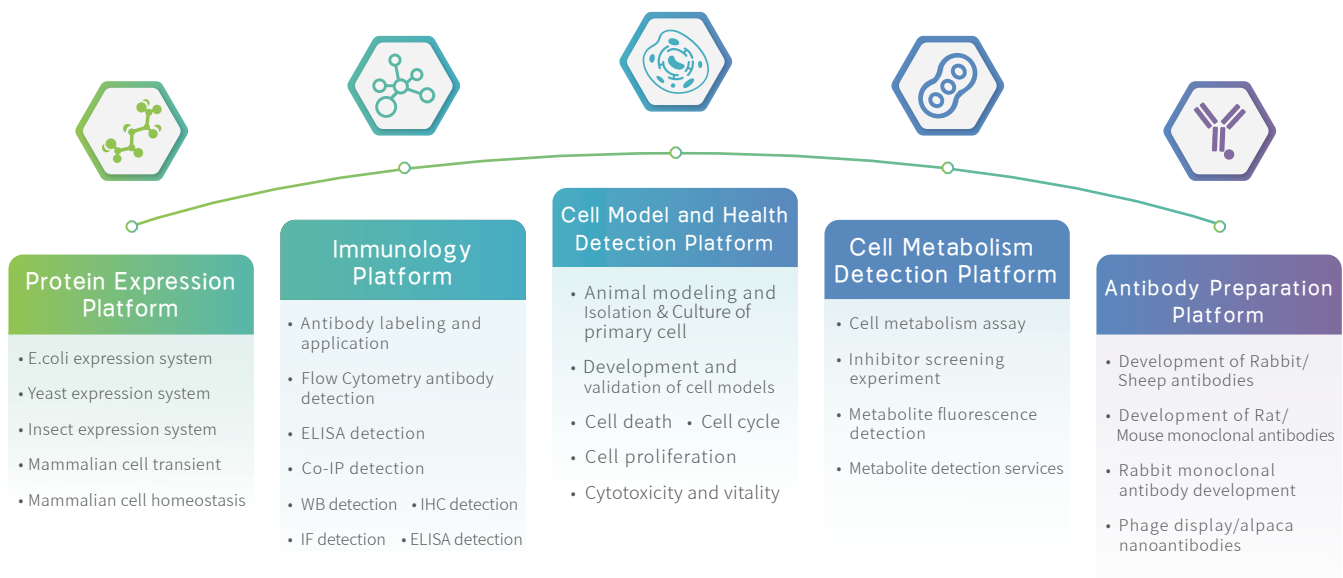 Protein Expression
Platform
• E.coli expression system
• Yeast expression system
• Insect expression system
• Mammalian cell transient
• Mammalian cell homeostasis
Immunology
Platform
• Antibody labeling and
application
• Flow Cytometry antibody
detection
• ELISA detection
• Co-IP detection
• WB detection • IHC detection
• IF detection • ELISA detection
Cell Model and Health
Detection Platform
• Animal modeling and
Isolation & Culture of
primary cell
• Development and
validation of cell models
• Cell death • Cell cycle
• Cell proliferation
• Cytotoxicity and vitality
Cell Metabolism
Detection Platform
• Cell metabolism assay
• Inhibitor screening
experiment
• Metabolite fluorescence
detection
• Metabolite detection services
Antibody Preparation
Platform
• Development of Rabbit/
Sheep antibodies
• Development of Rat/
Mouse monoclonal antibodies
• Rabbit monoclonal
antibody development
• Phage display/alpaca
nanoantibodies